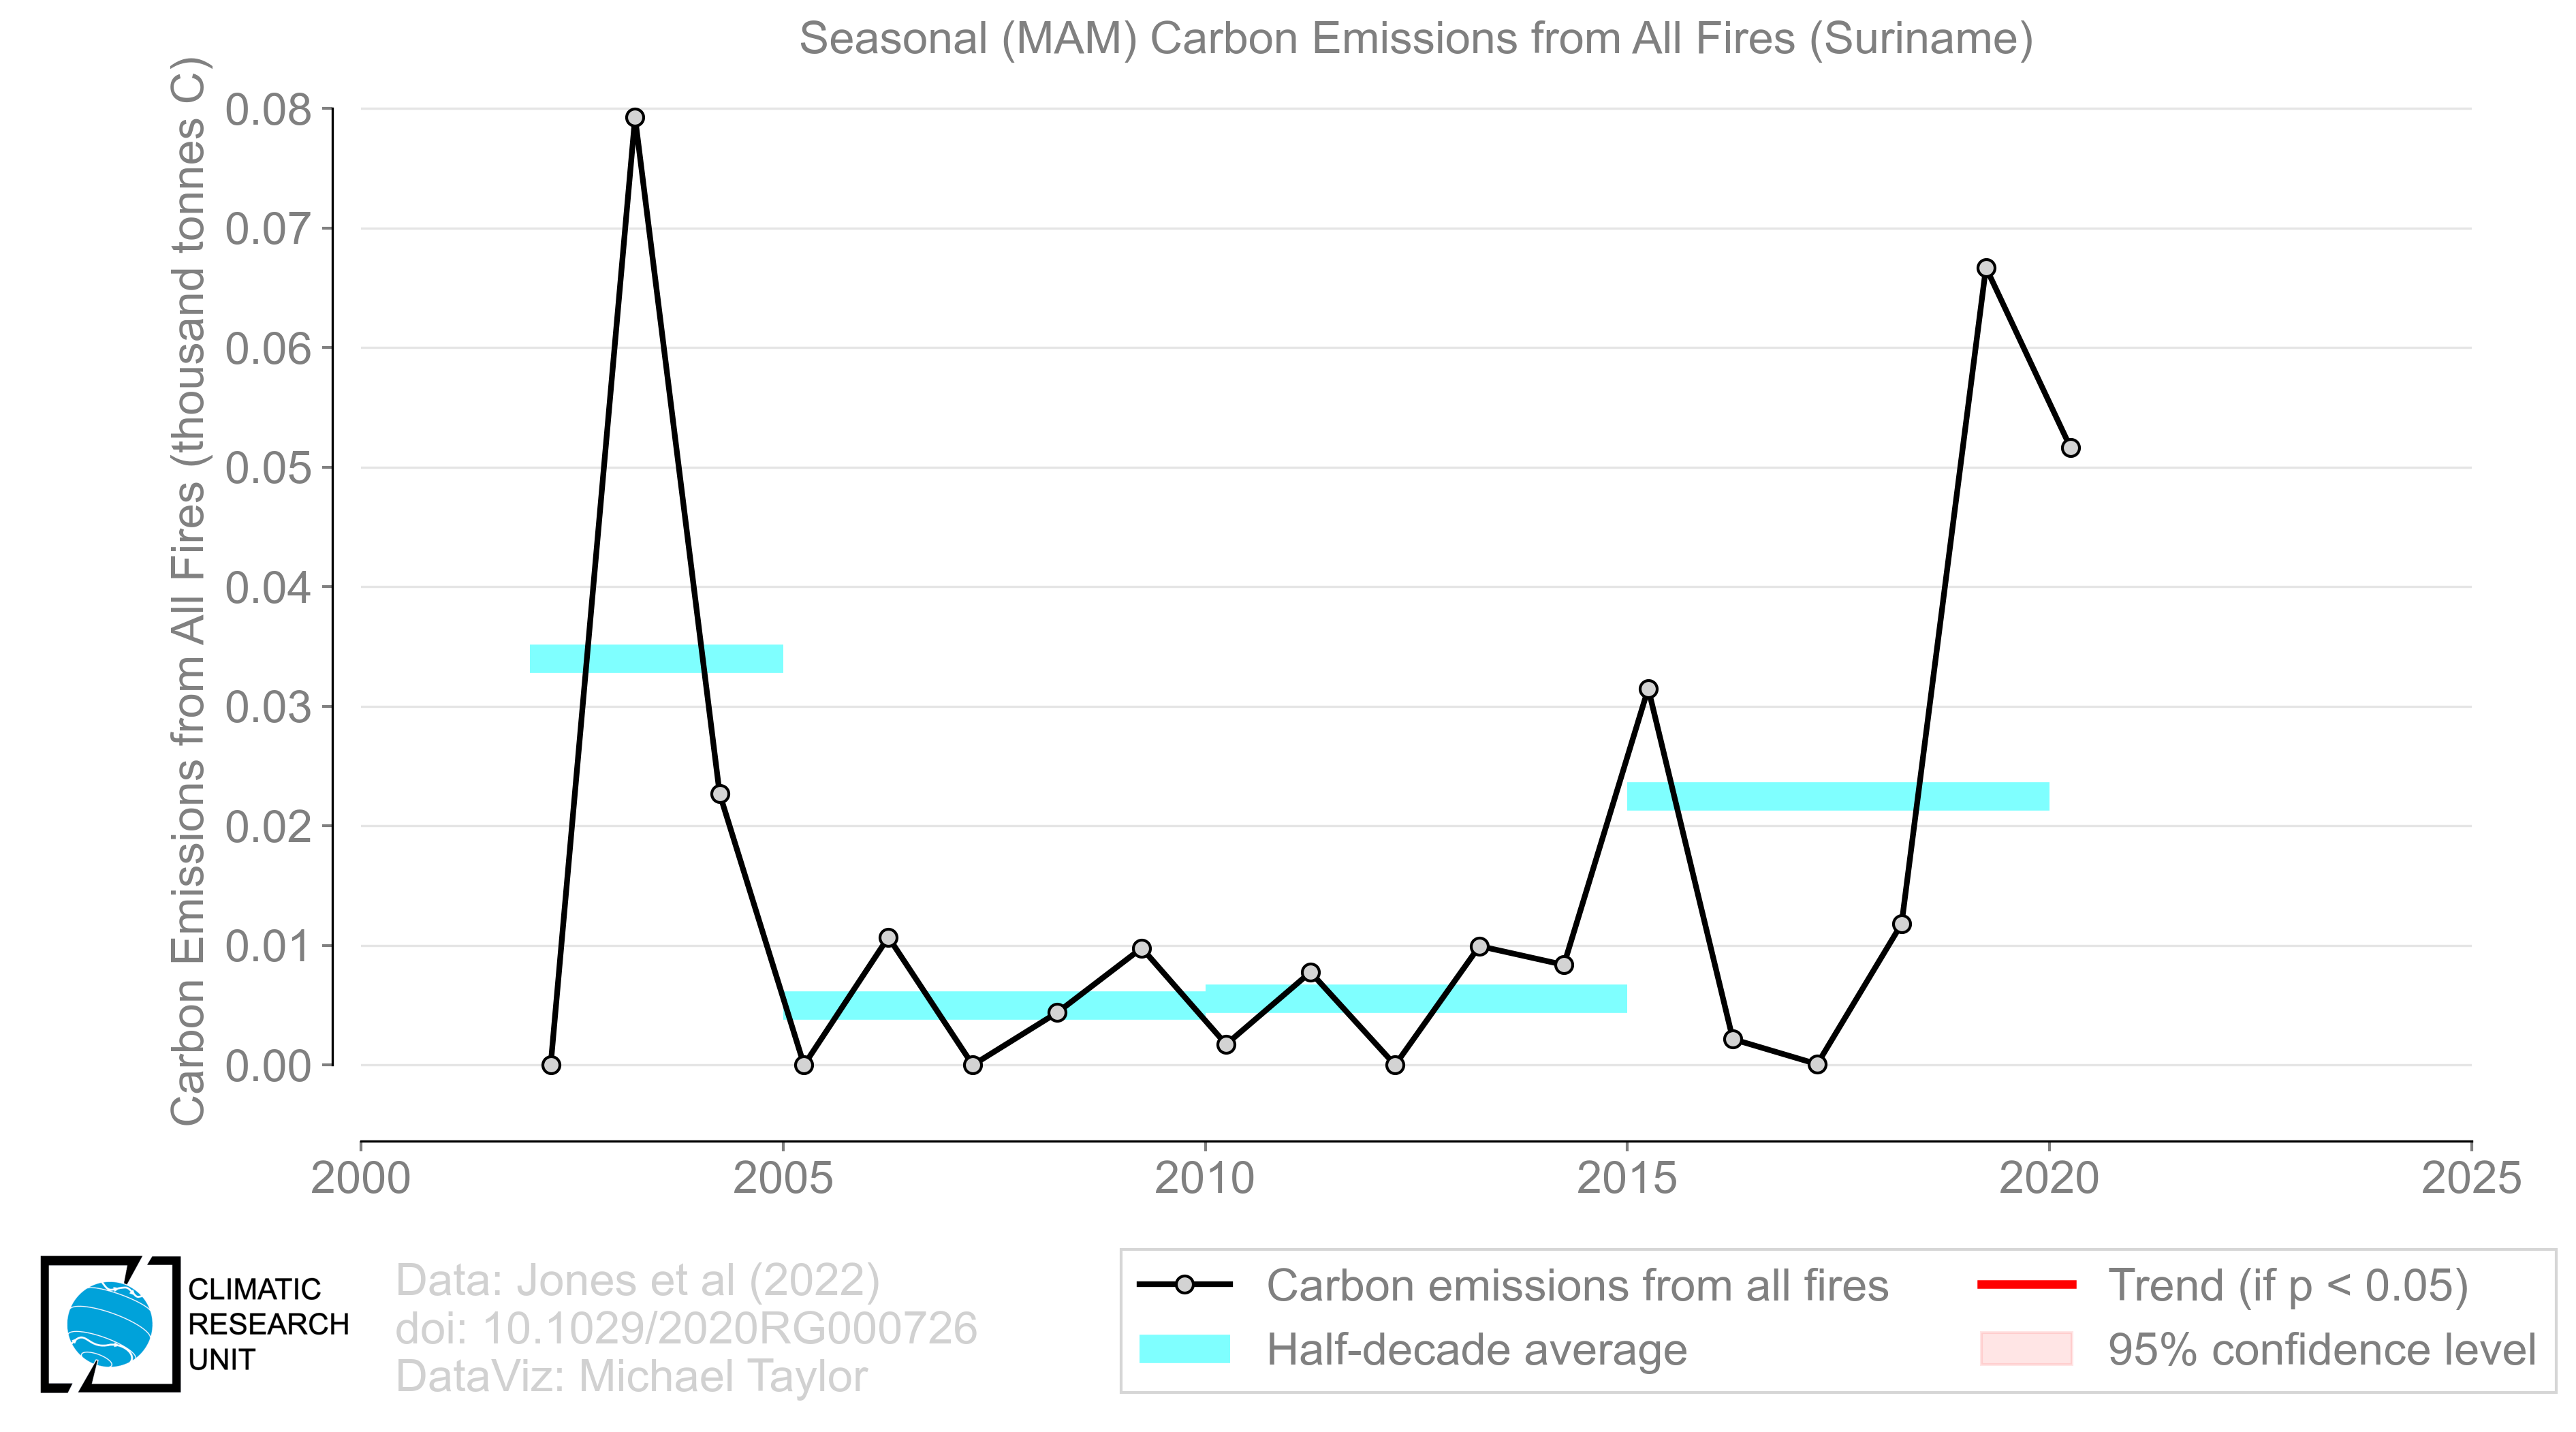 Seasonal (MAM) Carbon Emissions from All Fires (Suriname)
Carbon Emissions from All Fires (thousand tonnes C)
0.08
0.07
0.06
0.05
0.04
0.03
0.02
0.01
0.00
2000 2005 2010 2015 2020 2025
CLIMATIC
RESEARCH
UNIT
Data: Jones et al (2022)
doi: 10.1029/2020RG000726
DataViz: Michael Taylor
Carbon emissions from all fires
Half-decade average
Trend (if p < 0.05)
95% confidence level